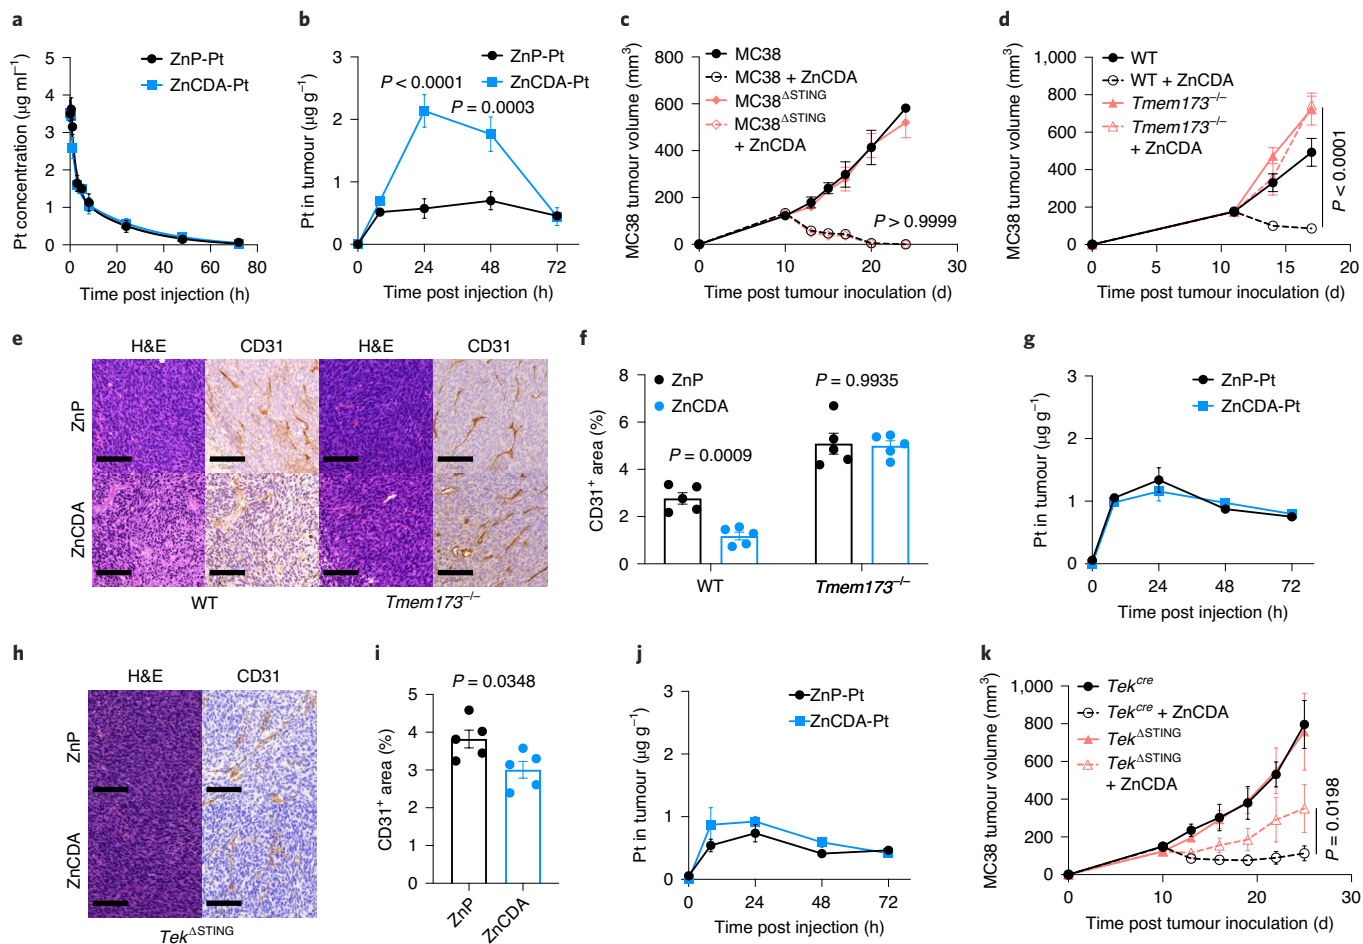 a
Pt concentration (µg ml⁻¹)
5
4
3
2
1
0
0
20
40
60
80
Time post injection (h)
ZnP-Pt
ZnCDA-Pt
b
Pt in tumour (µg g⁻¹)
3
2
1
0
0
24
48
72
Time post injection (h)
ZnP-Pt
ZnCDA-Pt
P < 0.0001
P = 0.0003
c
MC38 tumour volume (mm³)
800
600
400
200
0
0
10
20
30
Time post tumour inoculation (d)
MC38
MC38 + ZnCDA
MC38^ΔSTING
MC38^ΔSTING
+ ZnCDA
P > 0.9999
d
MC38 tumour volume (mm³)
1,000
800
600
400
200
0
0
5
10
15
20
Time post tumour inoculation (d)
WT
WT + ZnCDA
Tmem173⁻/⁻
Tmem173⁻/⁻
+ ZnCDA
P < 0.0001
e
H&E
CD31
H&E
CD31
ZnP
ZnCDA
WT
Tmem173⁻/⁻
f
CD31⁺ area (%)
8
6
4
2
0
ZnP
ZnCDA
P = 0.0009
P = 0.9935
WT
Tmem173⁻/⁻
g
Pt in tumour (µg g⁻¹)
3
2
1
0
0
24
48
72
Time post injection (h)
ZnP-Pt
ZnCDA-Pt
h
H&E
CD31
ZnP
ZnCDA
Tek^ΔSTING
i
CD31⁺ area (%)
5
4
3
2
1
0
P = 0.0348
ZnP
ZnCDA
j
Pt in tumour (µg g⁻¹)
3
2
1
0
0
24
48
72
Time post injection (h)
ZnP-Pt
ZnCDA-Pt
k
MC38 tumour volume (mm³)
1,000
800
600
400
200
0
0
10
20
30
Time post tumour inoculation (d)
Tek^cre
Tek^cre + ZnCDA
Tek^ΔSTING
Tek^ΔSTING
+ ZnCDA
P = 0.0198